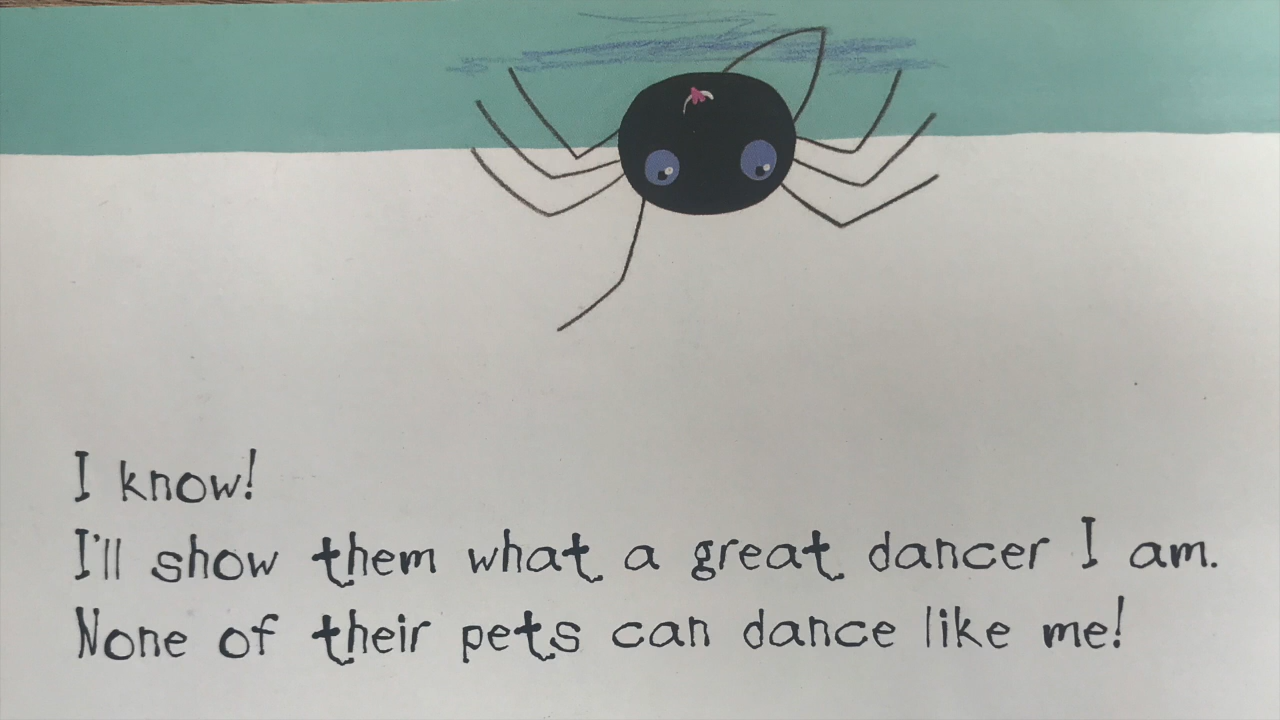 I know!
I'll show them what a great dancer I am.
None of their pets can dance like me!